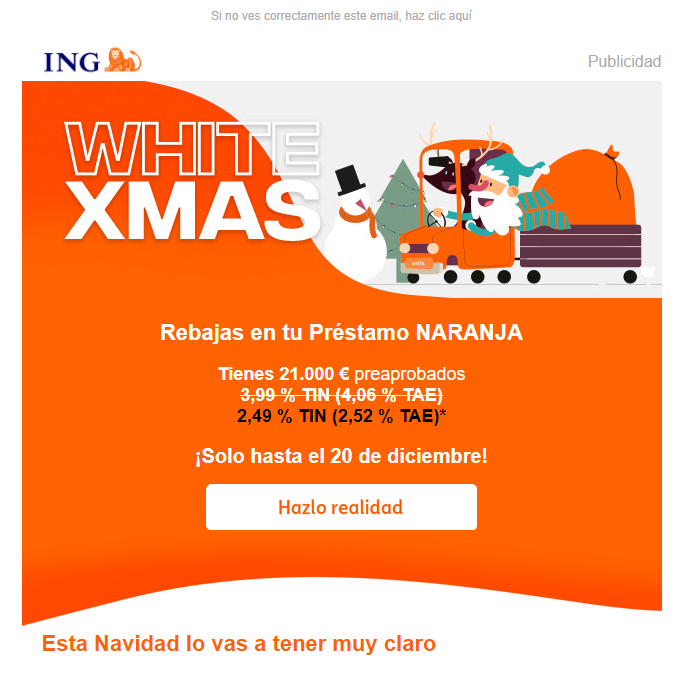 Si no ves correctamente este email, haz clic aquí
ING
Publicidad
WHITE
XMAS
Rebajas en tu Préstamo NARANJA
Tienes 21.000 € preaprobados
3,99 % TIN (4,06 % TAE)
2,49 % TIN (2,52 % TAE)*
¡Solo hasta el 20 de diciembre!
Hazlo realidad
Esta Navidad lo vas a tener muy claro